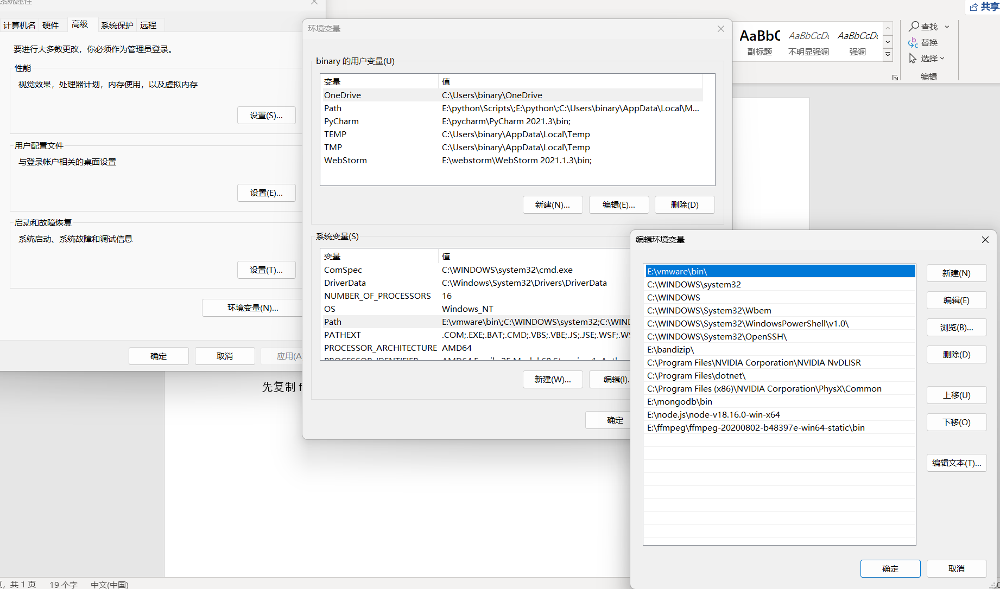 系统属性
计算机名 硬件 高级 系统保护 远程
要进行大多数更改，你必须作为管理员登录。
性能
视觉效果，处理器计划，内存使用，以及虚拟内存
设置(S)...
用户配置文件
与登录帐户相关的桌面设置
设置(E)...
启动和故障恢复
系统启动、系统故障和调试信息
设置(T)...
环境变量(N)...
确定 取消 应用(A
环境变量
binary 的用户变量(U)
变量 值
OneDrive C:\Users\binary\OneDrive
Path E:\python\Scripts\;E:\python\;C:\Users\binary\AppData\Local\M...
PyCharm E:\pycharm\PyCharm 2021.3\bin;
TEMP C:\Users\binary\AppData\Local\Temp
TMP C:\Users\binary\AppData\Local\Temp
WebStorm E:\webstorm\WebStorm 2021.1.3\bin;
新建(N)... 编辑(E)... 删除(D)
系统变量(S)
变量 值
ComSpec C:\WINDOWS\system32\cmd.exe
DriverData C:\Windows\System32\Drivers\DriverData
NUMBER_OF_PROCESSORS 16
OS Windows_NT
Path E:\vmware\bin\;C:\WINDOWS\system32;C:\WIND
PATHEXT .COM;.EXE;.BAT;.CMD;.VBS;.VBE;.JS;.JSE;.WSF;.WS
PROCESSOR_ARCHITECTURE AMD64
新建(W)... 编辑(I).
确定
共享
AaBbC AaBbCcDc AaBbCcDc
副标题 不明显强调 强调
查找
替换
选择
编辑
编辑环境变量
E:\vmware\bin\
C:\WINDOWS\system32
C:\WINDOWS
C:\WINDOWS\System32\Wbem
C:\WINDOWS\System32\WindowsPowerShell\v1.0\
C:\WINDOWS\System32\OpenSSH\
E:\bandizip\
C:\Program Files\NVIDIA Corporation\NVIDIA NvDLISR
C:\Program Files\dotnet\
C:\Program Files (x86)\NVIDIA Corporation\PhysX\Common
E:\mongodb\bin
E:\node.js\node-v18.16.0-win-x64
E:\ffmpeg\ffmpeg-20200802-b48397e-win64-static\bin
新建(N)
编辑(E)
浏览(B)...
删除(D)
上移(U)
下移(O)
编辑文本(T)...
确定 取消
先复制 f
页，共 1 页 19 个字 中文(中国)